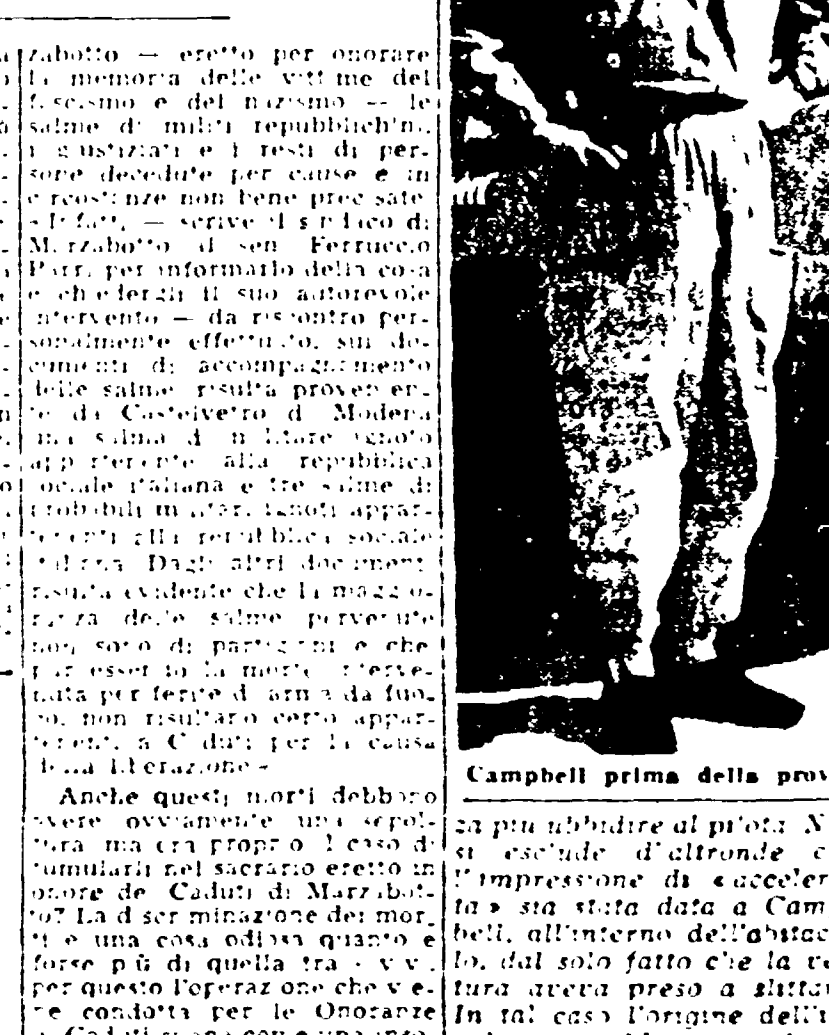 zabotto — eretto per onorare
la memoria delle vittime del
fascismo e del nazismo — le
salme di militi repubblichini,
i giustiziati e i resti di per-
sone decedute per cause e in
circostanze non bene precisate
«Infatti, — scrive il sindaco di
Marzabotto al sen Ferruccio
Parri per informarlo della cosa
e chiedergli il suo autorevole
intervento — da riscontro per-
sonalmente effettuato, sui do-
cumenti di accompagnamento
delle salme risulta provenien-
te da Castelvetro di Modena
una salma di militare ignoto
appartenente alla repubblica
sociale italiana e tre salme di
probabili militari ignoti appar-
tenenti alla repubblica sociale
italiana Dagli altri documenti
risulta evidente che la maggio-
ranza delle salme pervenute
non sono di partigiani e che
pur essendo la morte interve-
nuta per ferite di arma da fuo-
co, non risultano certo appar-
tenenti a Caduti per la causa
della liberazione»
Anche questi morti debbono
avere ovviamente una sepol-
tura ma era proprio il caso di
tumularli nel sacrario eretto in
onore dei Caduti di Marzabot-
to? La discriminazione dei mor-
ti è una cosa odiosa quanto e
forse più di quella tra i vivi,
per questo l'operazione che vie-
ne condotta per le Onoranze
Campbell prima della prov
za più ubbidire al pilota N
si esclude d'altronde c
l'impressione di «acceler
ta» sia stata data a Cam
bell, all'interno dell'abitac
lo, dal solo fatto che la ve
tura aveva preso a slittar
In tal caso l'origine dell'i